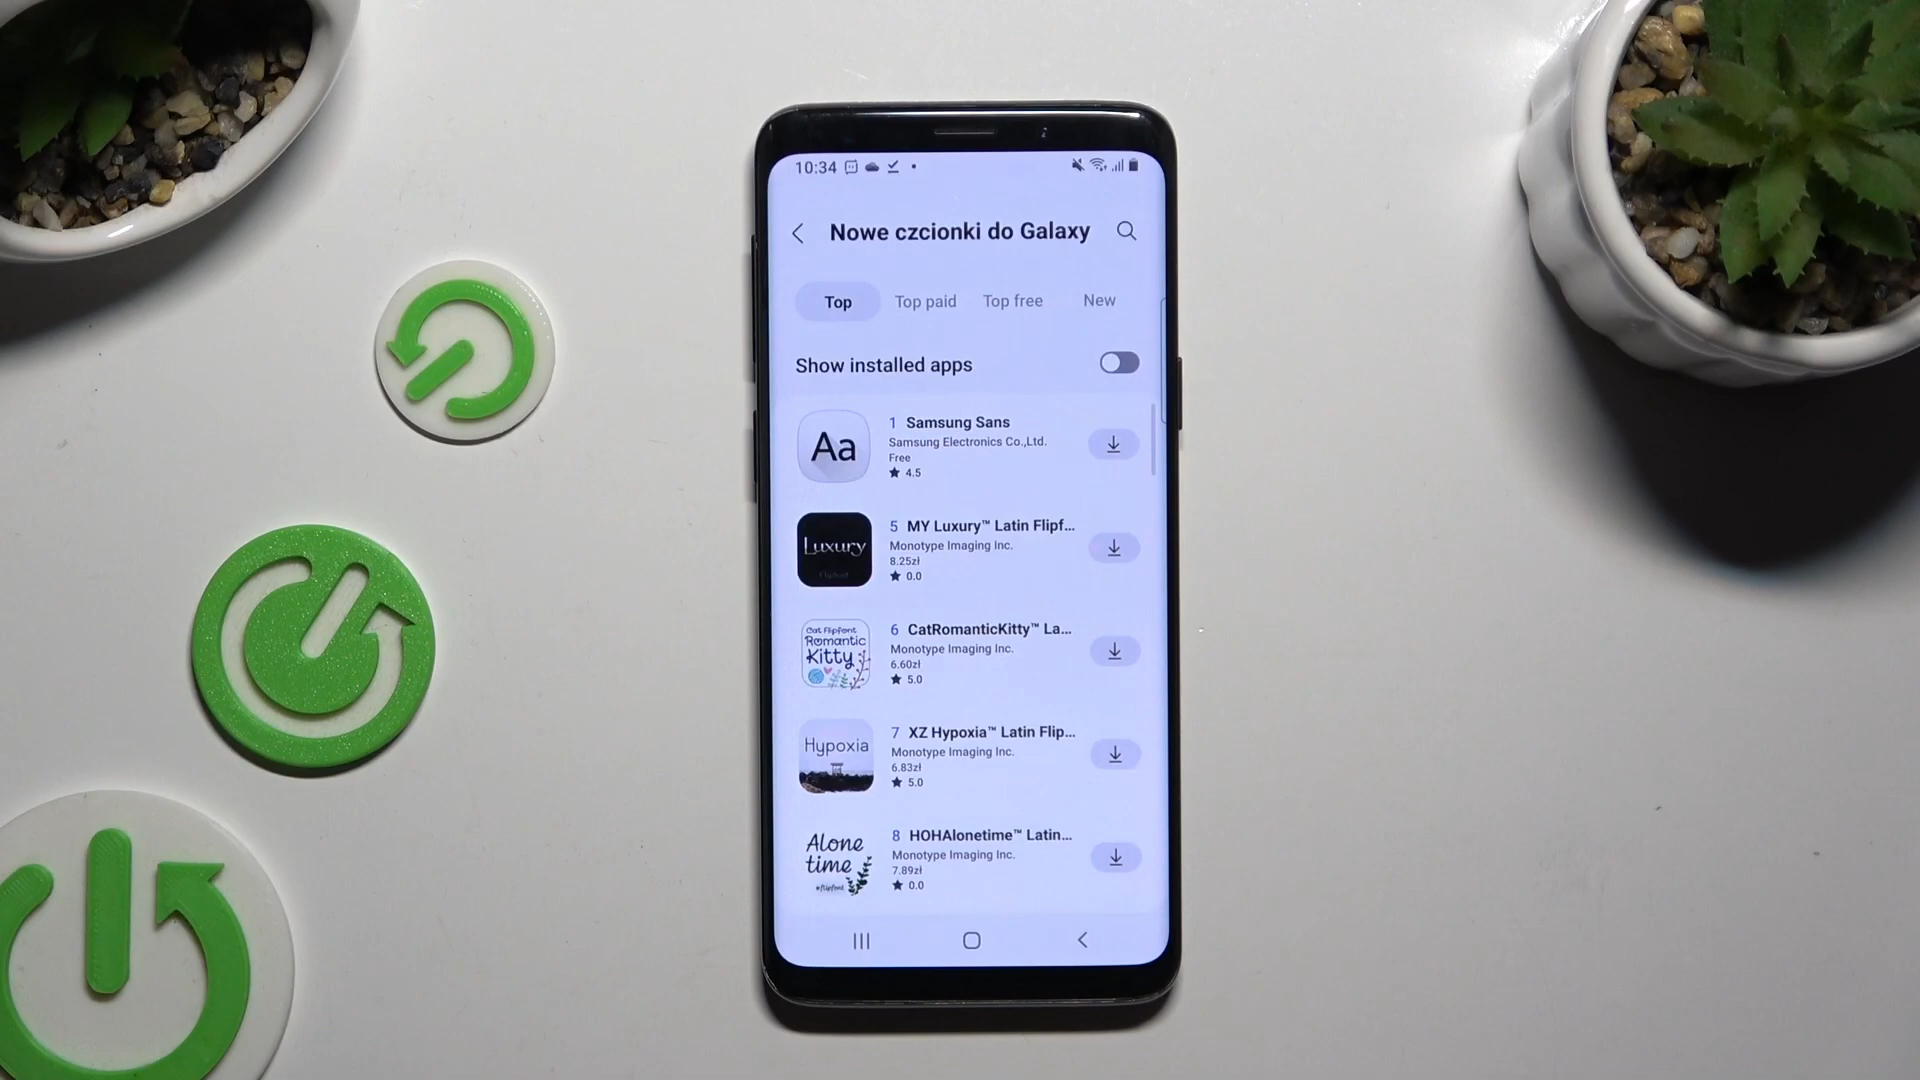 10:34
Nowe czcionki do Galaxy
Top Top paid Top free New
Show installed apps
Aa
1 Samsung Sans
Samsung Electronics Co.,Ltd.
Free
★ 4.5
Luxury
Flipfont
5 MY Luxury™ Latin Flipf...
Monotype Imaging Inc.
8.25zł
★ 0.0
Cat Flipfont
Romantic
Kitty
6 CatRomanticKitty™ La...
Monotype Imaging Inc.
6.60zł
★ 5.0
Hypoxia
7 XZ Hypoxia™ Latin Flip...
Monotype Imaging Inc.
6.83zł
★ 5.0
Alone
time
#flipfont
8 HOHAlonetime™ Latin...
Monotype Imaging Inc.
7.89zł
★ 0.0